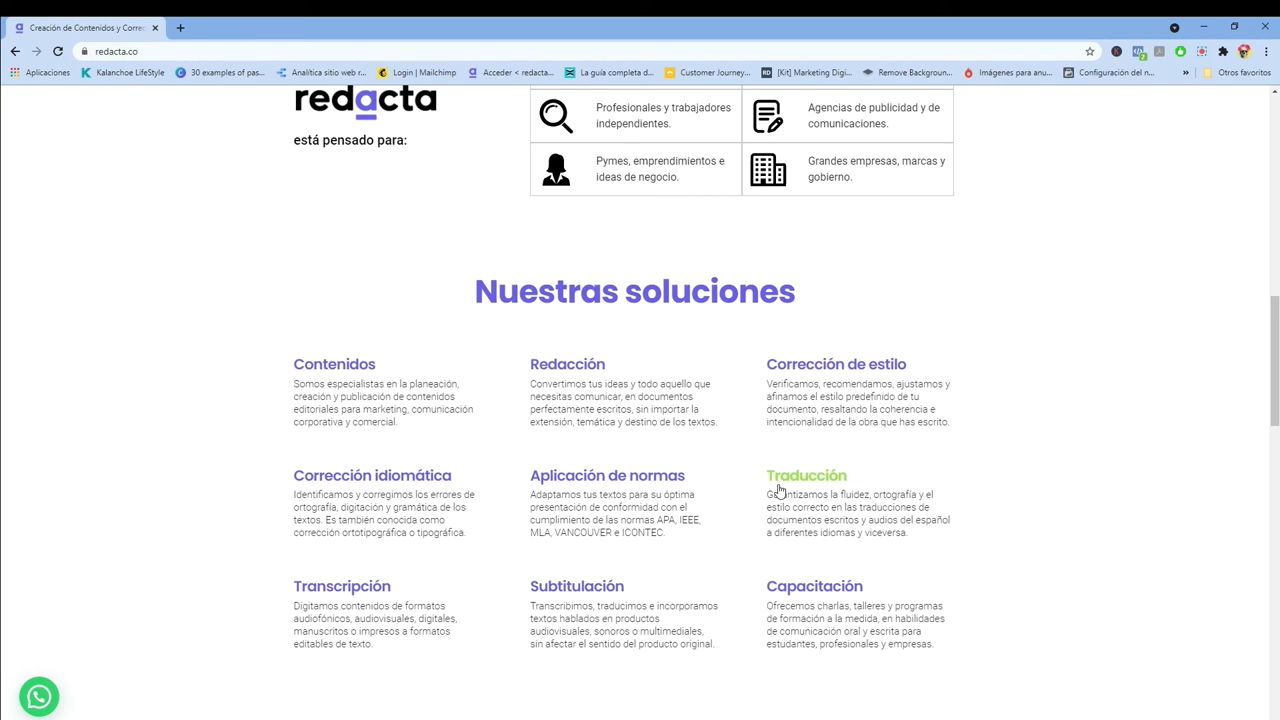 Creación de Contenidos y Correc
redacta.co
Aplicaciones
Kalanchoe LifeStyle
30 examples of pas...
Analítica sitio web r...
Login | Mailchimp
Acceder < redacta...
La guía completa d...
Customer Journey...
[Kit] Marketing Digi...
Remove Backgroun...
Imágenes para anu...
Configuración del n...
»
Otros favoritos
redacta
está pensado para:
Profesionales y trabajadores
independientes.
Agencias de publicidad y de
comunicaciones.
Pymes, emprendimientos e
ideas de negocio.
Grandes empresas, marcas y
gobierno.
Nuestras soluciones
Contenidos
Somos especialistas en la planeación,
creación y publicación de contenidos
editoriales para marketing, comunicación
corporativa y comercial.
Redacción
Convertimos tus ideas y todo aquello que
necesitas comunicar, en documentos
perfectamente escritos, sin importar la
extensión, temática y destino de los textos.
Corrección de estilo
Verificamos, recomendamos, ajustamos y
afinamos el estilo predefinido de tu
documento, resaltando la coherencia e
intencionalidad de la obra que has escrito.
Corrección idiomática
Identificamos y corregimos los errores de
ortografía, digitación y gramática de los
textos. Es también conocida como
corrección ortotipográfica o tipográfica.
Aplicación de normas
Adaptamos tus textos para su óptima
presentación de conformidad con el
cumplimiento de las normas APA, IEEE,
MLA, VANCOUVER e ICONTEC.
Traducción
Garantizamos la fluidez, ortografía y el
estilo correcto en las traducciones de
documentos escritos y audios del español
a diferentes idiomas y viceversa.
Transcripción
Digitamos contenidos de formatos
audiofónicos, audiovisuales, digitales,
manuscritos o impresos a formatos
editables de texto.
Subtitulación
Transcribimos, traducimos e incorporamos
textos hablados en productos
audiovisuales, sonoros o multimediales,
sin afectar el sentido del producto original.
Capacitación
Ofrecemos charlas, talleres y programas
de formación a la medida, en habilidades
de comunicación oral y escrita para
estudiantes, profesionales y empresas.